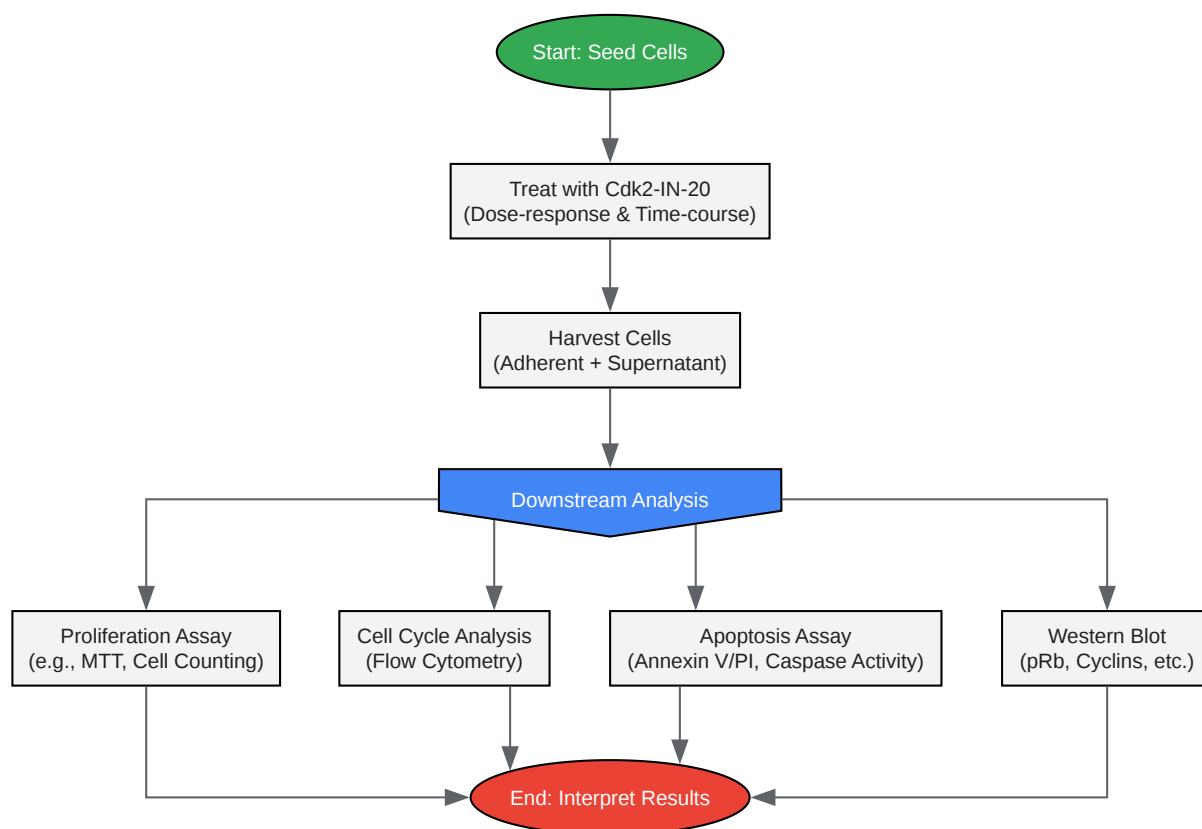 Start: Seed Cells
Treat with Cdk2-IN-20
(Dose-response & Time-course)
Harvest Cells
(Adherent + Supernatant)
Downstream Analysis
Proliferation Assay
(e.g., MTT, Cell Counting)
Cell Cycle Analysis
(Flow Cytometry)
Apoptosis Assay
(Annexin V/PI, Caspase Activity)
Western Blot
(pRb, Cyclins, etc.)
End: Interpret Results